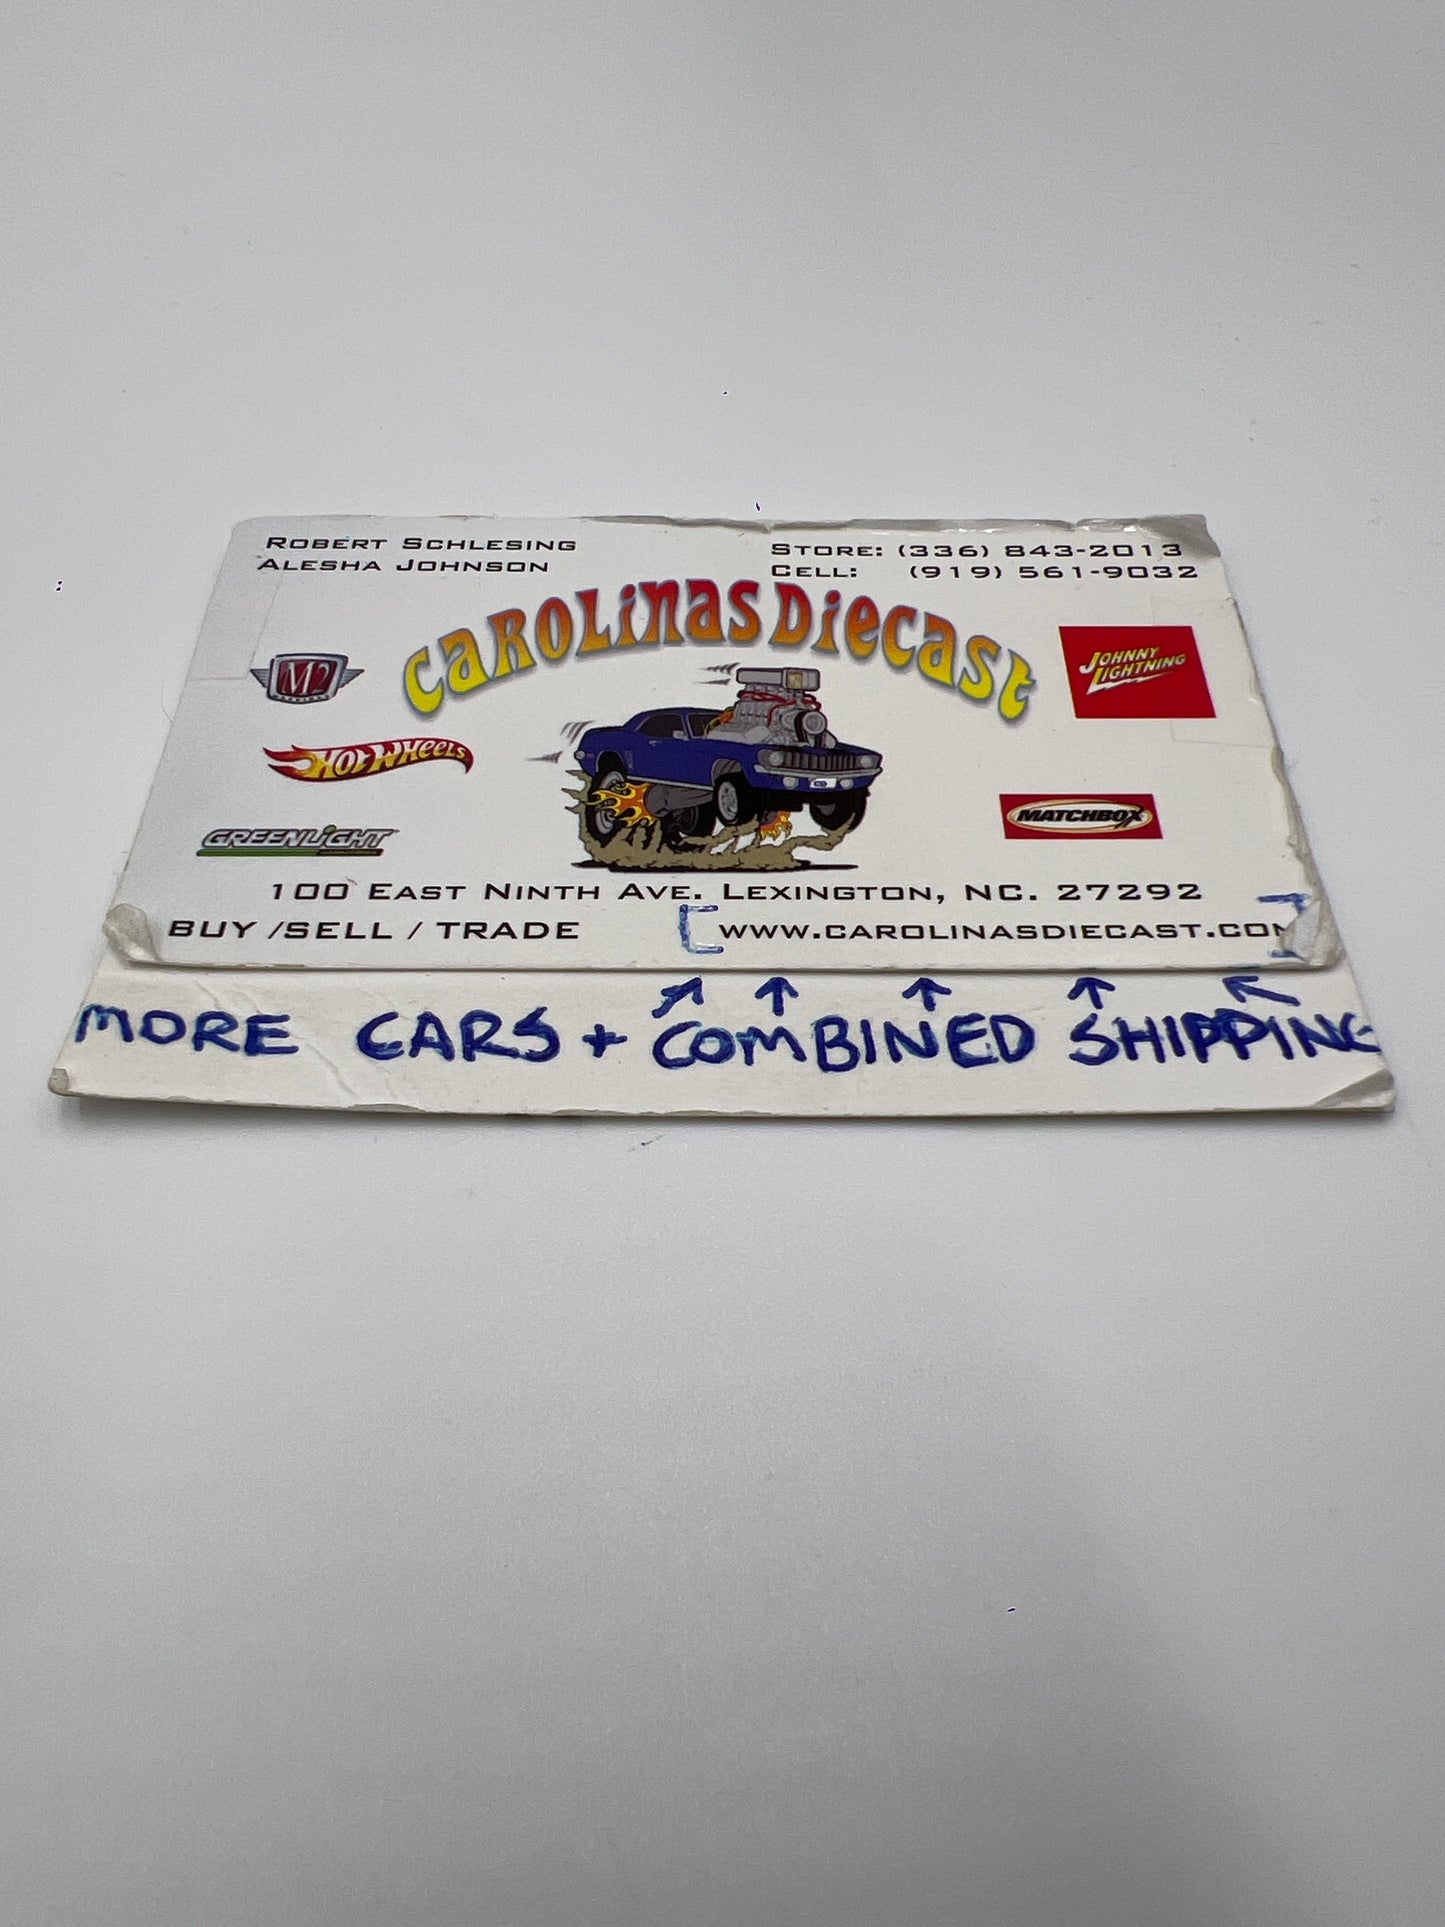 Robert Schlesing
Alesha Johnson
Store: (336) 843-2013
Cell: (919) 561-9032
Carolinas Diecast
M2
Johnny Lightning
Hot Wheels
Matchbox
Greenlight
100 East Ninth Ave. Lexington, NC. 27292
BUY /SELL / TRADE
[ www.carolinasdiecast.com ]
MORE CARS + COMBINED SHIPPING